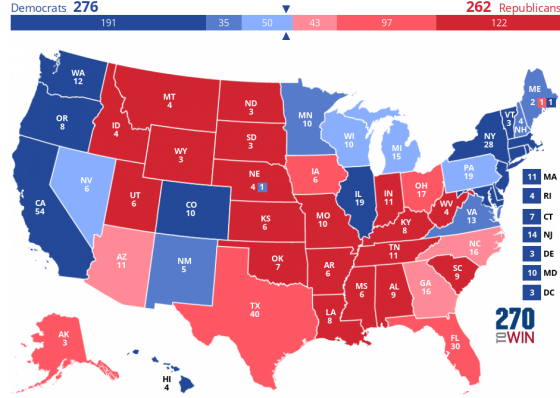 Democrats 276
262 Republicans
191 35 50 43 97 122
WA
12
OR
8
CA
54
NV
6
ID
4
MT
4
WY
3
UT
6
AZ
11
CO
10
NM
5
ND
3
SD
3
NE
4 1
KS
6
OK
7
TX
40
MN
10
IA
6
MO
10
AR
6
LA
8
WI
10
IL
19
MI
15
IN
11
OH
17
KY
8
TN
11
MS
6
AL
9
GA
16
FL
30
SC
9
NC
16
VA
13
WV
4
PA
19
NY
28
VT
3
4
NH
ME
2 1 1
11 MA
4 RI
7 CT
14 NJ
3 DE
10 MD
3 DC
AK
3
HI
4
270
TO WIN